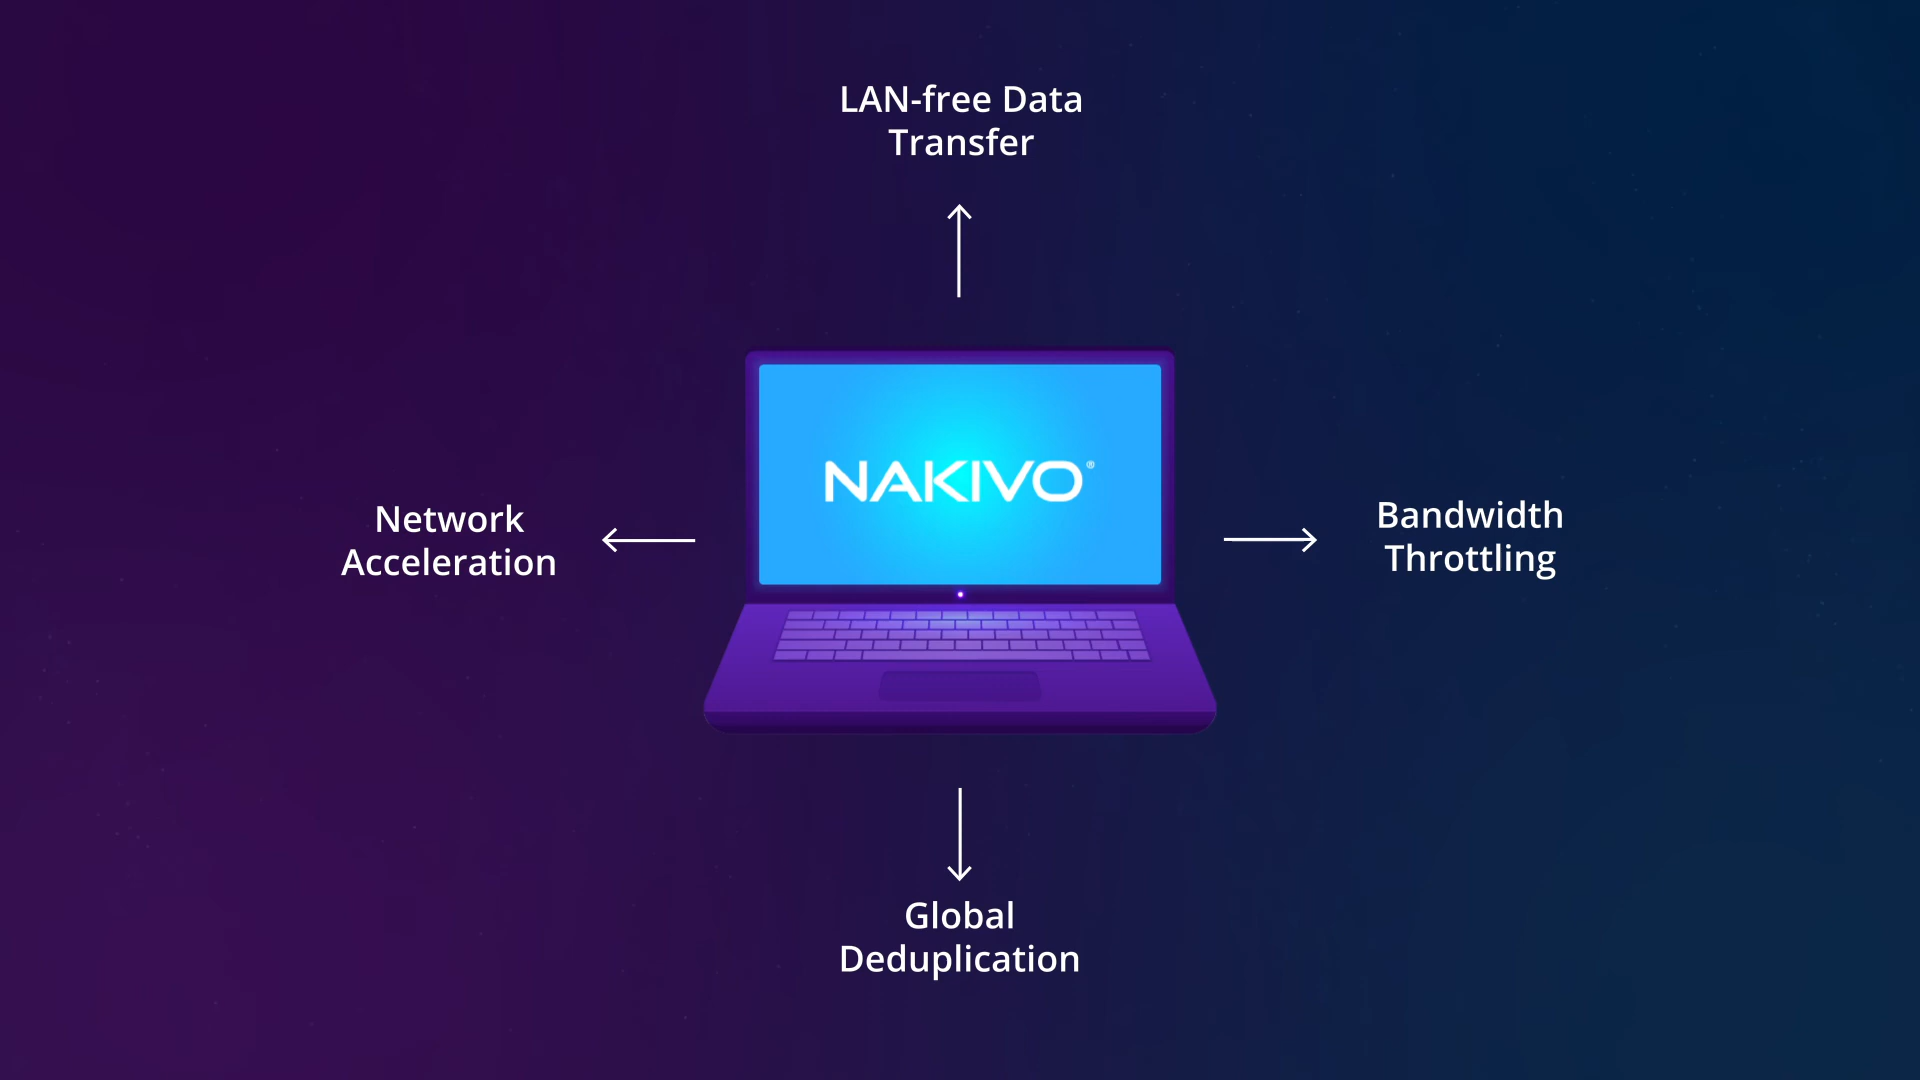 LAN-free Data
Transfer
NAKIVO®
Network
Acceleration
Bandwidth
Throttling
Global
Deduplication